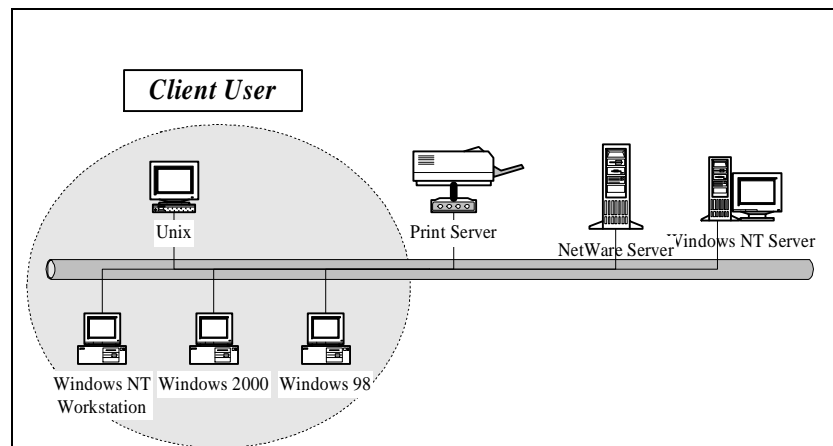 Client User
Unix
Print Server
NetWare Server
Windows NT Server
Windows NT
Workstation
Windows 2000
Windows 98